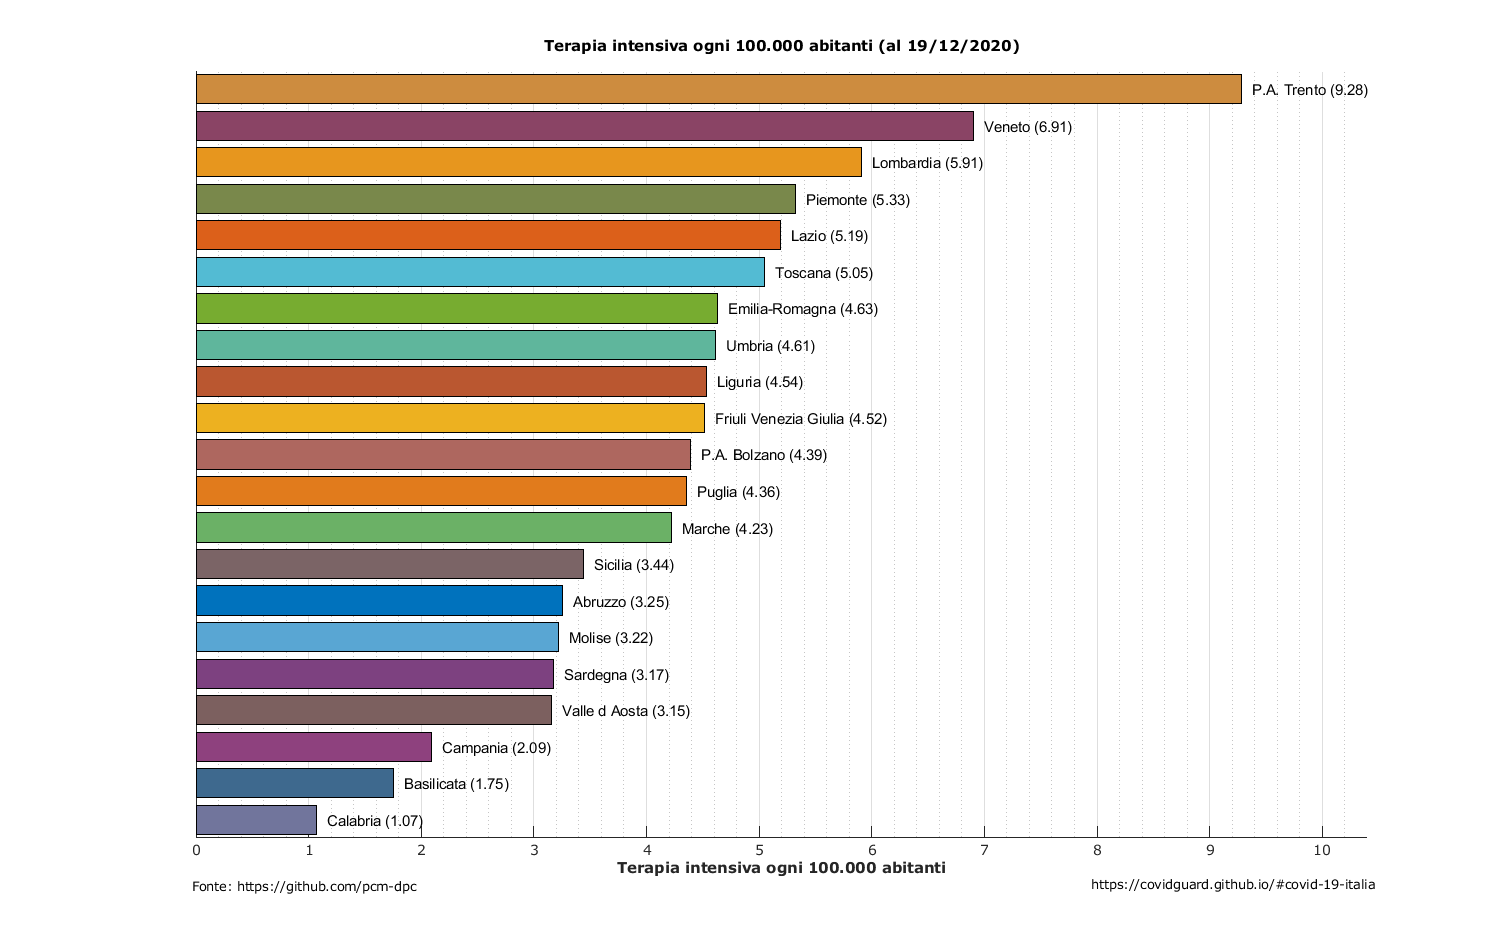 Terapia intensiva ogni 100.000 abitanti (al 19/12/2020)
P.A. Trento (9.28)
Veneto (6.91)
Lombardia (5.91)
Piemonte (5.33)
Lazio (5.19)
Toscana (5.05)
Emilia-Romagna (4.63)
Umbria (4.61)
Liguria (4.54)
Friuli Venezia Giulia (4.52)
P.A. Bolzano (4.39)
Puglia (4.36)
Marche (4.23)
Sicilia (3.44)
Abruzzo (3.25)
Molise (3.22)
Sardegna (3.17)
Valle d Aosta (3.15)
Campania (2.09)
Basilicata (1.75)
Calabria (1.07)
0 1 2 3 4 5 6 7 8 9 10
Terapia intensiva ogni 100.000 abitanti
Fonte: https://github.com/pcm-dpc
https://covidguard.github.io/#covid-19-italia